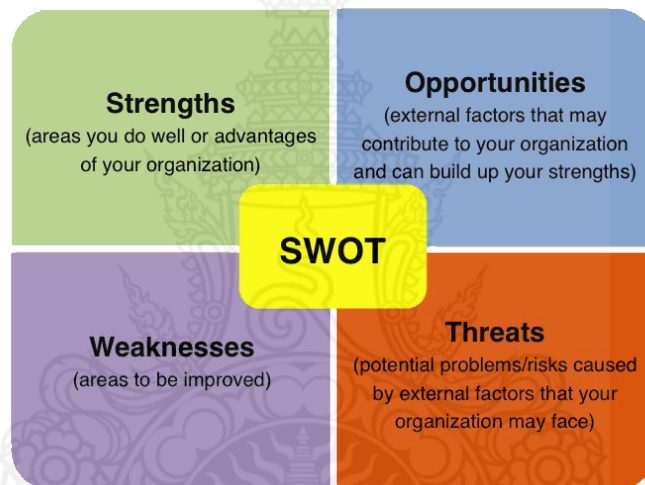 Strengths
(areas you do well or advantages
of your organization)
Opportunities
(external factors that may
contribute to your organization
and can build up your strengths)
SWOT
Weaknesses
(areas to be improved)
Threats
(potential problems/risks caused
by external factors that your
organization may face)